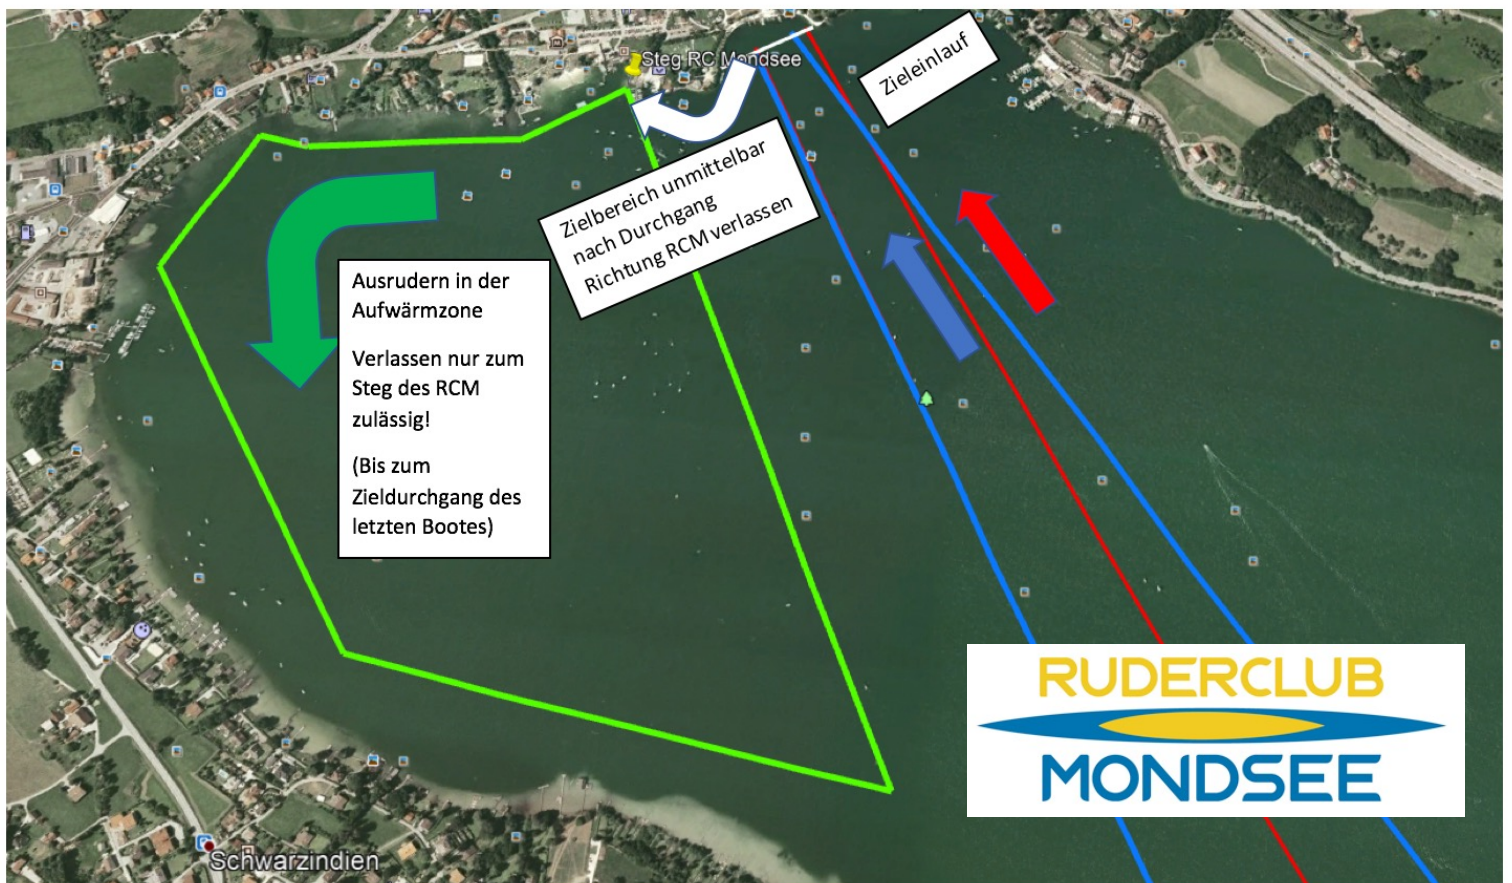 Steg RC Mondsee
Zieleinlauf
Zielbereich unmittelbar
nach Durchgang
Richtung RCM verlassen
Ausrudern in der
Aufwärmzone
Verlassen nur zum
Steg des RCM
zulässig!
(Bis zum
Zieldurchgang des
letzten Bootes)
RUDERCLUB
MONDSEE
Schwarzindien